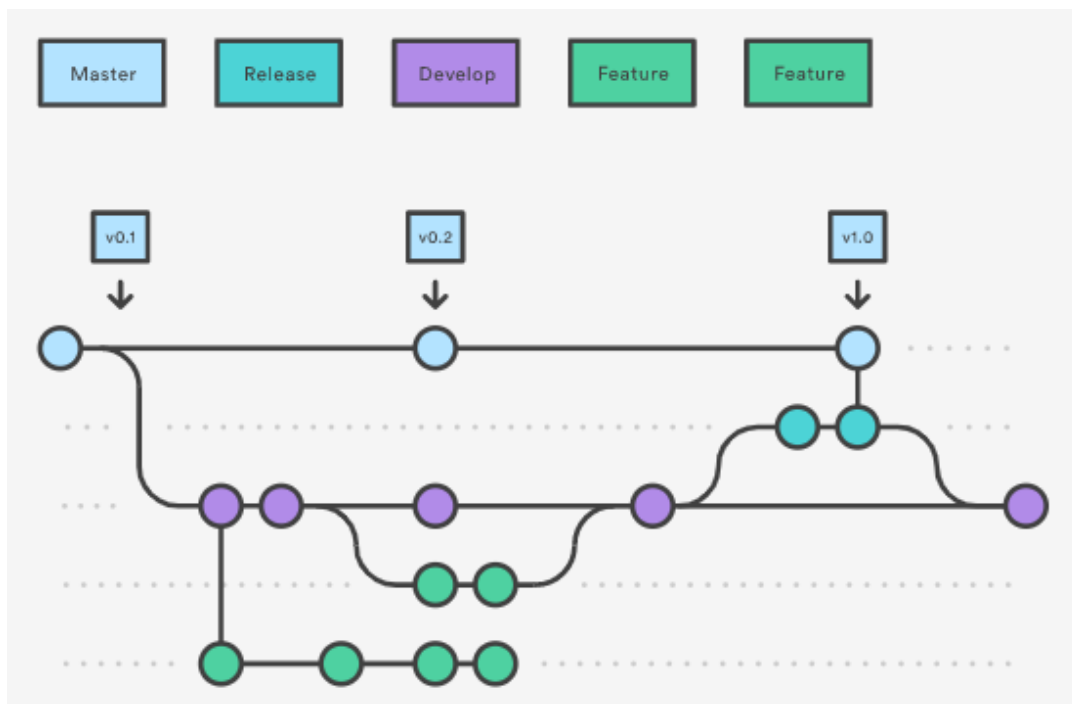 Master
Release
Develop
Feature
Feature
v0.1
v0.2
v1.0